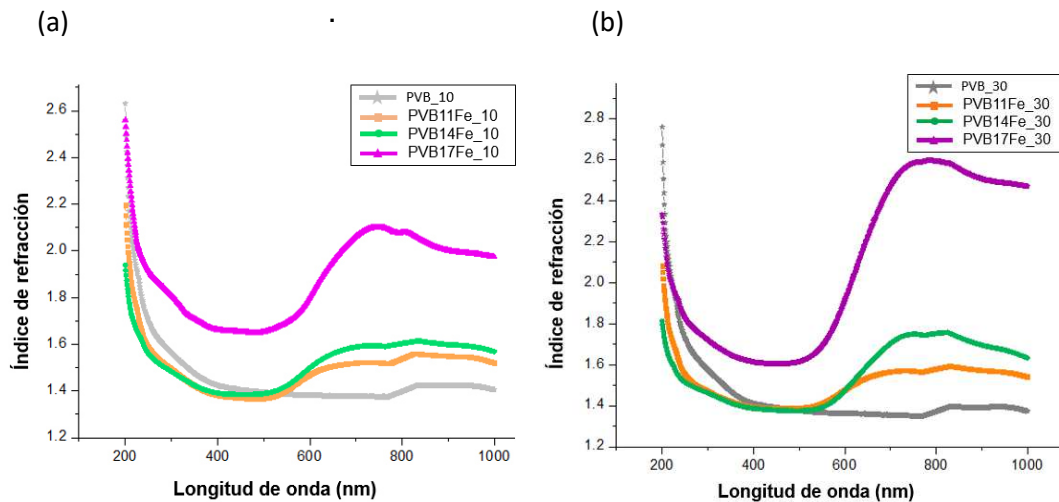 (a)
PVB_10
PVB11Fe_10
PVB14Fe_10
PVB17Fe_10
2.6
2.4
2.2
2.0
1.8
1.6
1.4
1.2
Índice de refracción
200
400
600
800
1000
Longitud de onda (nm)
(b)
PVB_30
PVB11Fe_30
PVB14Fe_30
PVB17Fe_30
2.8
2.6
2.4
2.2
2.0
1.8
1.6
1.4
1.2
Índice de refracción
200
400
600
800
1000
Longitud de onda (nm)